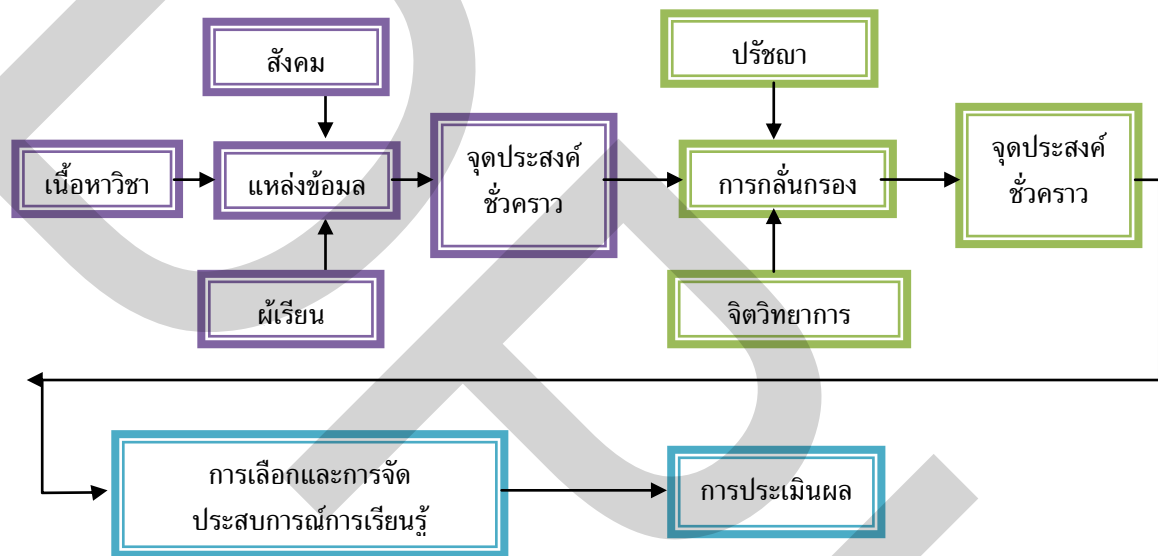 สังคม
ปรัชญา
เนื้อหาวิชา
แหล่งข้อมล
จุดประสงค์
ชั่วคราว
การกลั่นกรอง
จุดประสงค์
ชั่วคราว
ผ้เรียน
จิตวิทยาการ
การเลือกและการจัด
ประสบการณ์การเรียนรู้
การประเมินผล